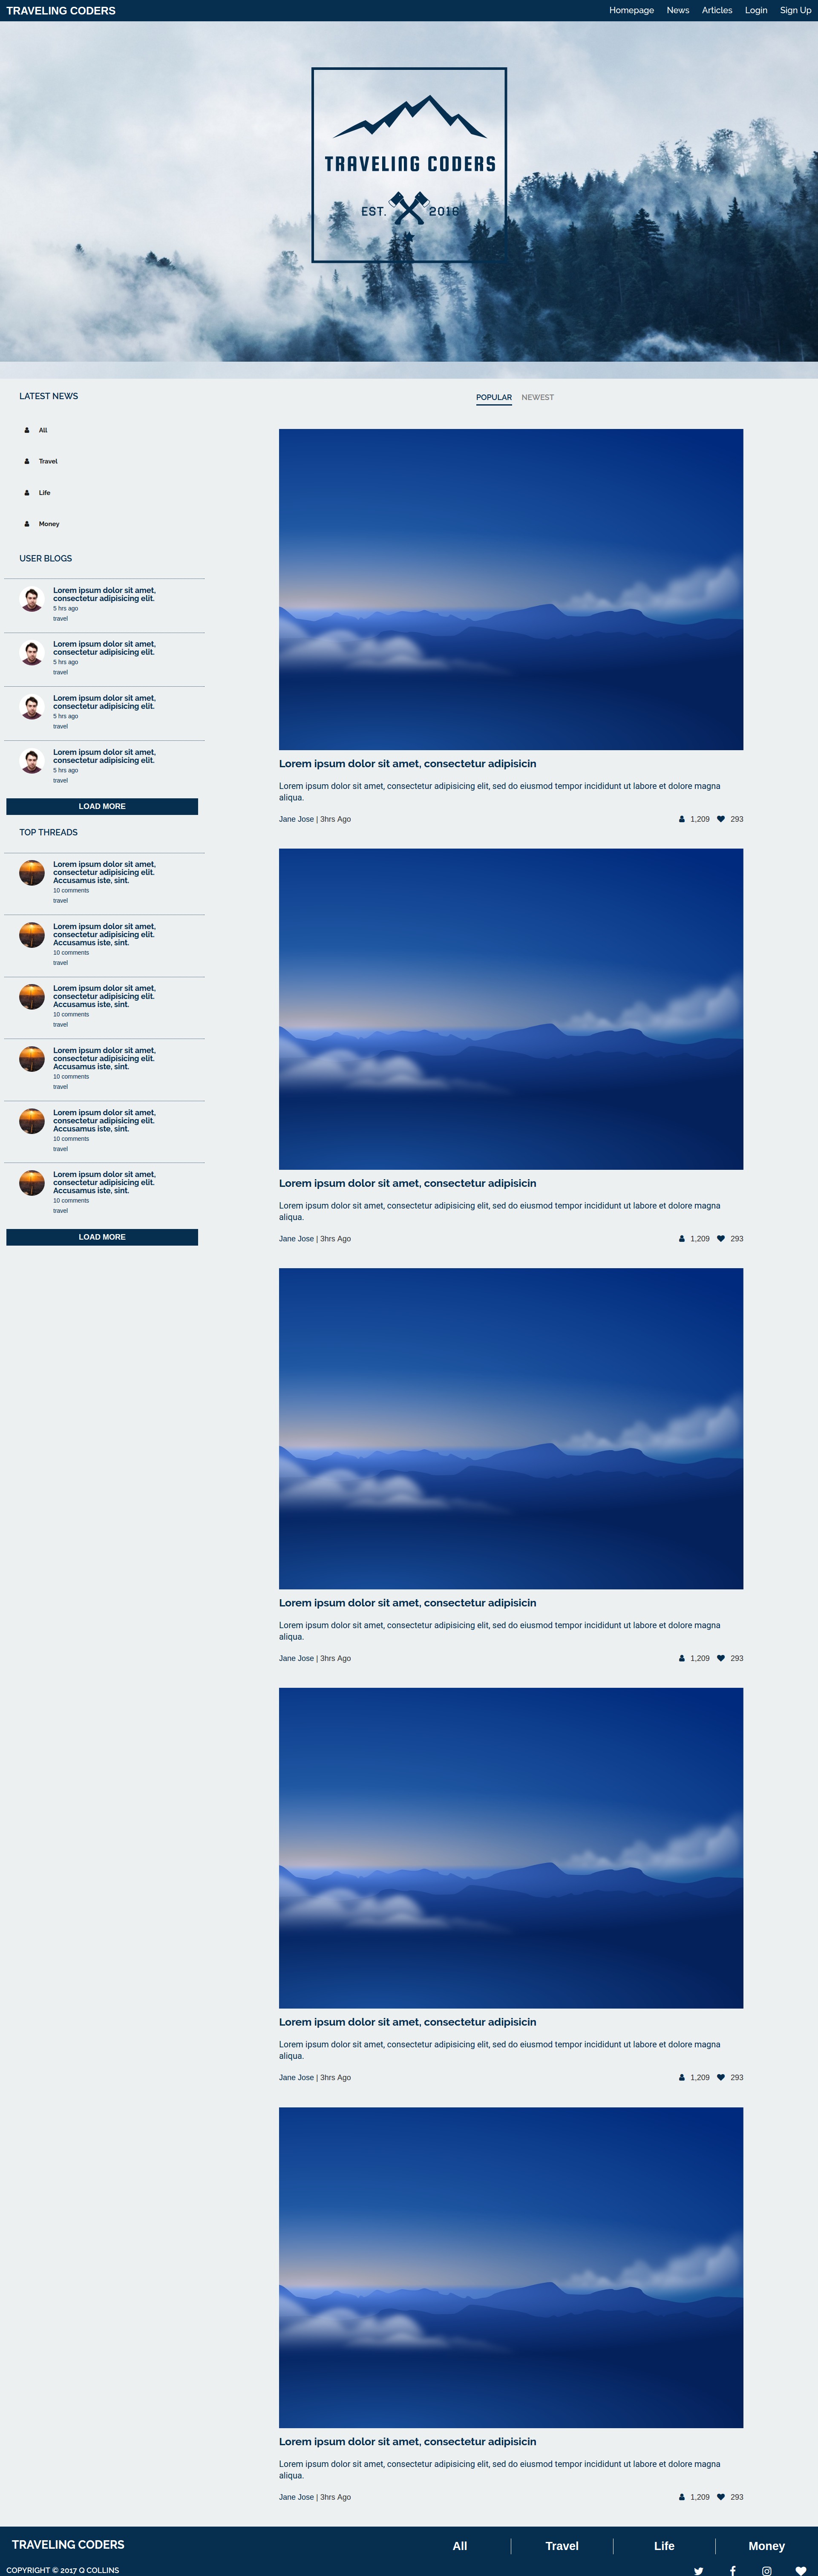 TRAVELING CODERS
Homepage News Articles Login Sign Up
TRAVELING CODERS
EST. 2016
LATEST NEWS
All
Travel
Life
Money
USER BLOGS
Lorem ipsum dolor sit amet,
consectetur adipisicing elit.
5 hrs ago
travel
Lorem ipsum dolor sit amet,
consectetur adipisicing elit.
5 hrs ago
travel
Lorem ipsum dolor sit amet,
consectetur adipisicing elit.
5 hrs ago
travel
Lorem ipsum dolor sit amet,
consectetur adipisicing elit.
5 hrs ago
travel
LOAD MORE
TOP THREADS
Lorem ipsum dolor sit amet,
consectetur adipisicing elit.
Accusamus iste, sint.
10 comments
travel
Lorem ipsum dolor sit amet,
consectetur adipisicing elit.
Accusamus iste, sint.
10 comments
travel
Lorem ipsum dolor sit amet,
consectetur adipisicing elit.
Accusamus iste, sint.
10 comments
travel
Lorem ipsum dolor sit amet,
consectetur adipisicing elit.
Accusamus iste, sint.
10 comments
travel
Lorem ipsum dolor sit amet,
consectetur adipisicing elit.
Accusamus iste, sint.
10 comments
travel
Lorem ipsum dolor sit amet,
consectetur adipisicing elit.
Accusamus iste, sint.
10 comments
travel
LOAD MORE
POPULAR NEWEST
Lorem ipsum dolor sit amet, consectetur adipisicin
Lorem ipsum dolor sit amet, consectetur adipisicing elit, sed do eiusmod tempor incididunt ut labore et dolore magna
aliqua.
Jane Jose | 3hrs Ago 1,209 293
Lorem ipsum dolor sit amet, consectetur adipisicin
Lorem ipsum dolor sit amet, consectetur adipisicing elit, sed do eiusmod tempor incididunt ut labore et dolore magna
aliqua.
Jane Jose | 3hrs Ago 1,209 293
Lorem ipsum dolor sit amet, consectetur adipisicin
Lorem ipsum dolor sit amet, consectetur adipisicing elit, sed do eiusmod tempor incididunt ut labore et dolore magna
aliqua.
Jane Jose | 3hrs Ago 1,209 293
Lorem ipsum dolor sit amet, consectetur adipisicin
Lorem ipsum dolor sit amet, consectetur adipisicing elit, sed do eiusmod tempor incididunt ut labore et dolore magna
aliqua.
Jane Jose | 3hrs Ago 1,209 293
Lorem ipsum dolor sit amet, consectetur adipisicin
Lorem ipsum dolor sit amet, consectetur adipisicing elit, sed do eiusmod tempor incididunt ut labore et dolore magna
aliqua.
Jane Jose | 3hrs Ago 1,209 293
TRAVELING CODERS
All Travel Life Money
COPYRIGHT © 2017 Q COLLINS